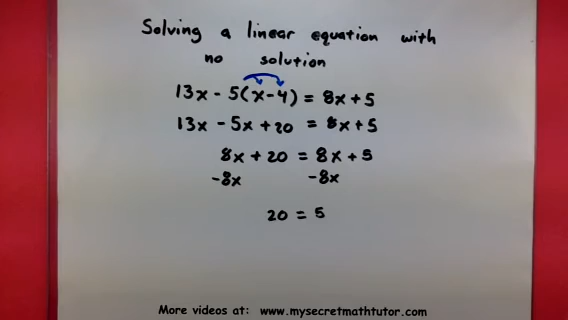 Solving a linear equation with
no solution
13x - 5(x-4) = 8x+5
13x - 5x + 20 = 8x+5
8x + 20 = 8x + 5
-8x -8x
20 = 5
More videos at: www.mysecretmathtutor.com